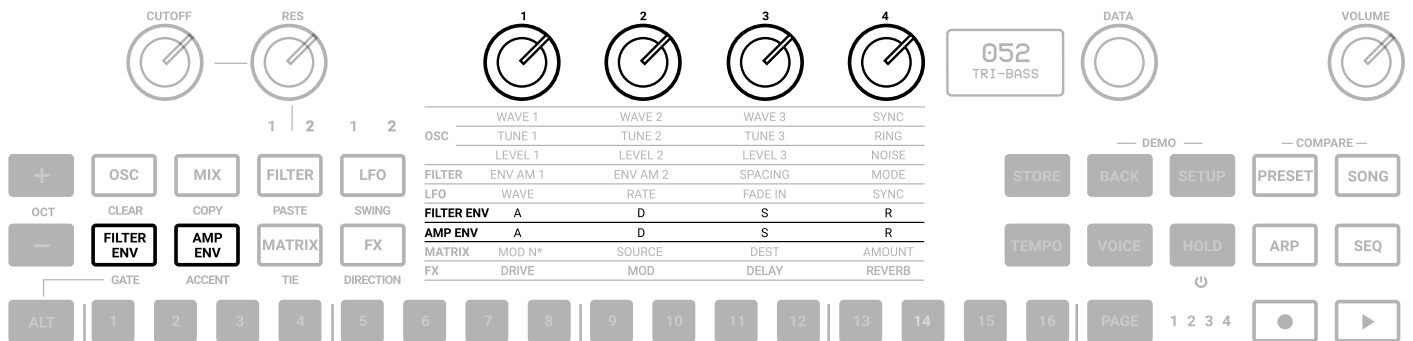 CUTOFF RES 1 2 3 4 DATA VOLUME
052
TRI-BASS
WAVE 1 WAVE 2 WAVE 3 SYNC
1 2 1 2
OSC TUNE 1 TUNE 2 TUNE 3 RING
DEMO COMPARE
LEVEL 1 LEVEL 2 LEVEL 3 NOISE
+ OSC MIX FILTER LFO FILTER ENV AM 1 ENV AM 2 SPACING MODE STORE BACK SETUP PRESET SONG
LFO WAVE RATE FADE IN SYNC
OCT CLEAR COPY PASTE SWING FILTER ENV A D S R
− FILTER ENV AMP ENV MATRIX FX AMP ENV A D S R TEMPO VOICE HOLD ARP SEQ
MATRIX MOD N* SOURCE DEST AMOUNT
FX DRIVE MOD DELAY REVERB
GATE ACCENT TIE DIRECTION
ALT 1 2 3 4 5 6 7 8 9 10 11 12 13 14 15 16 PAGE 1 2 3 4